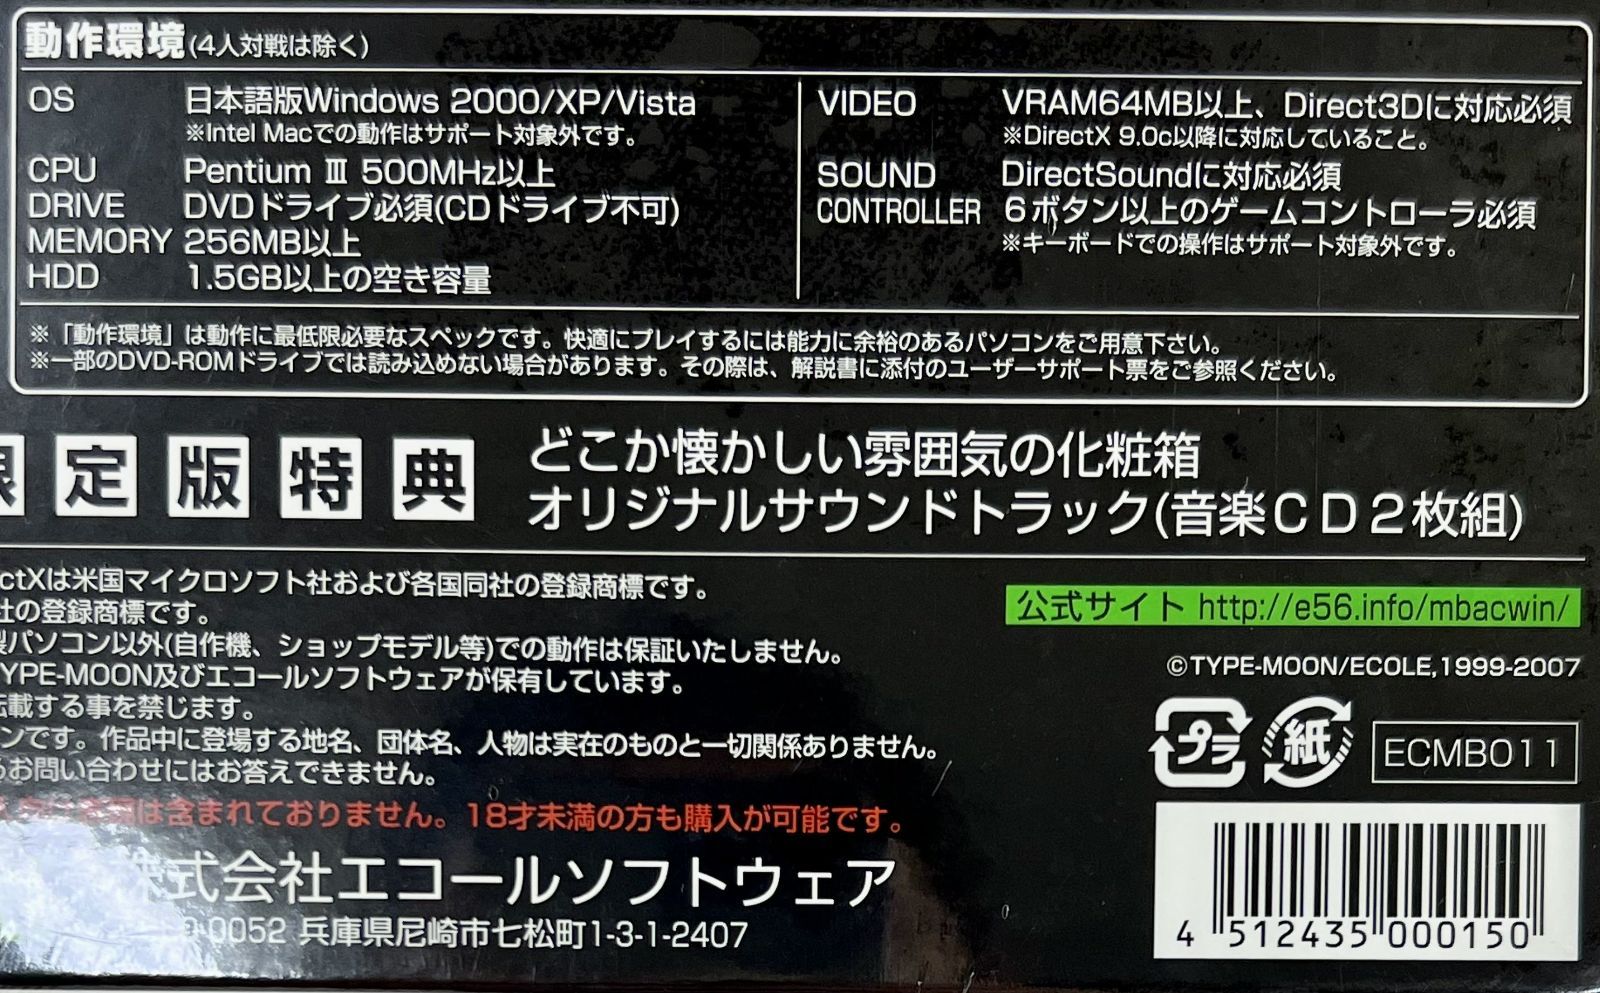 動作環境(4人対戦は除く)
OS 日本語版Windows 2000/XP/Vista
※Intel Macでの動作はサポート対象外です。
CPU Pentium Ⅲ 500MHz以上
DRIVE DVDドライブ必須(CDドライブ不可)
MEMORY 256MB以上
HDD 1.5GB以上の空き容量
VIDEO VRAM64MB以上、Direct3Dに対応必須
※DirectX 9.0c以降に対応していること。
SOUND DirectSoundに対応必須
CONTROLLER 6ボタン以上のゲームコントローラ必須
※キーボードでの操作はサポート対象外です。
※「動作環境」は動作に最低限必要なスペックです。快適にプレイするには能力に余裕のあるパソコンをご用意下さい。
※一部のDVD-ROMドライブでは読み込めない場合があります。その際は、解説書に添付のユーザーサポート票をご参照ください。
限定版特典
どこか懐かしい雰囲気の化粧箱
オリジナルサウンドトラック(音楽CD2枚組)
ctXは米国マイクロソフト社および各国同社の登録商標です。
社の登録商標です。
製パソコン以外(自作機、ショップモデル等)での動作は保証いたしません。
YPE-MOON及びエコールソフトウェアが保有しています。
転載する事を禁じます。
ンです。作品中に登場する地名、団体名、人物は実在のものと一切関係ありません。
るお問い合わせにはお答えできません。
は含まれておりません。18才未満の方も購入が可能です。
株式会社エコールソフトウェア
0052 兵庫県尼崎市七松町1-3-1-2407
公式サイト http://e56.info/mbacwin/
©TYPE-MOON/ECOLE,1999-2007
プラ
紙
ECMB011
4 512435 000150